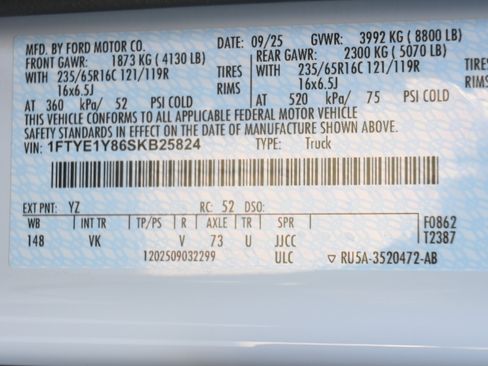 MFD. BY FORD MOTOR CO. DATE: 09/25 GVWR: 3992 KG ( 8800 LB)
FRONT GAWR: 1873 KG ( 4130 LB) REAR GAWR: 2300 KG ( 5070 LB)
WITH 235/65R16C 121/119R TIRES WITH 235/65R16C 121/119R TIRES
16x6.5J RIMS 16x6.5J RIMS
AT 360 kPa/ 52 PSI COLD AT 520 kPa/ 75 PSI COLD
THIS VEHICLE CONFORMS TO ALL APPLICABLE FEDERAL MOTOR VEHICLE
SAFETY STANDARDS IN EFFECT ON THE DATE OF MANUFACTURE SHOWN ABOVE.
VIN: 1FTYE1Y86SKB25824 TYPE: Truck
EXT PNT: YZ RC: 52 DSO:
WB INT TR TP/PS R AXLE TR SPR F0862
148 VK V 73 U JJCC T2387
1202509032299 ULC ▽ RU5A-3520472-AB